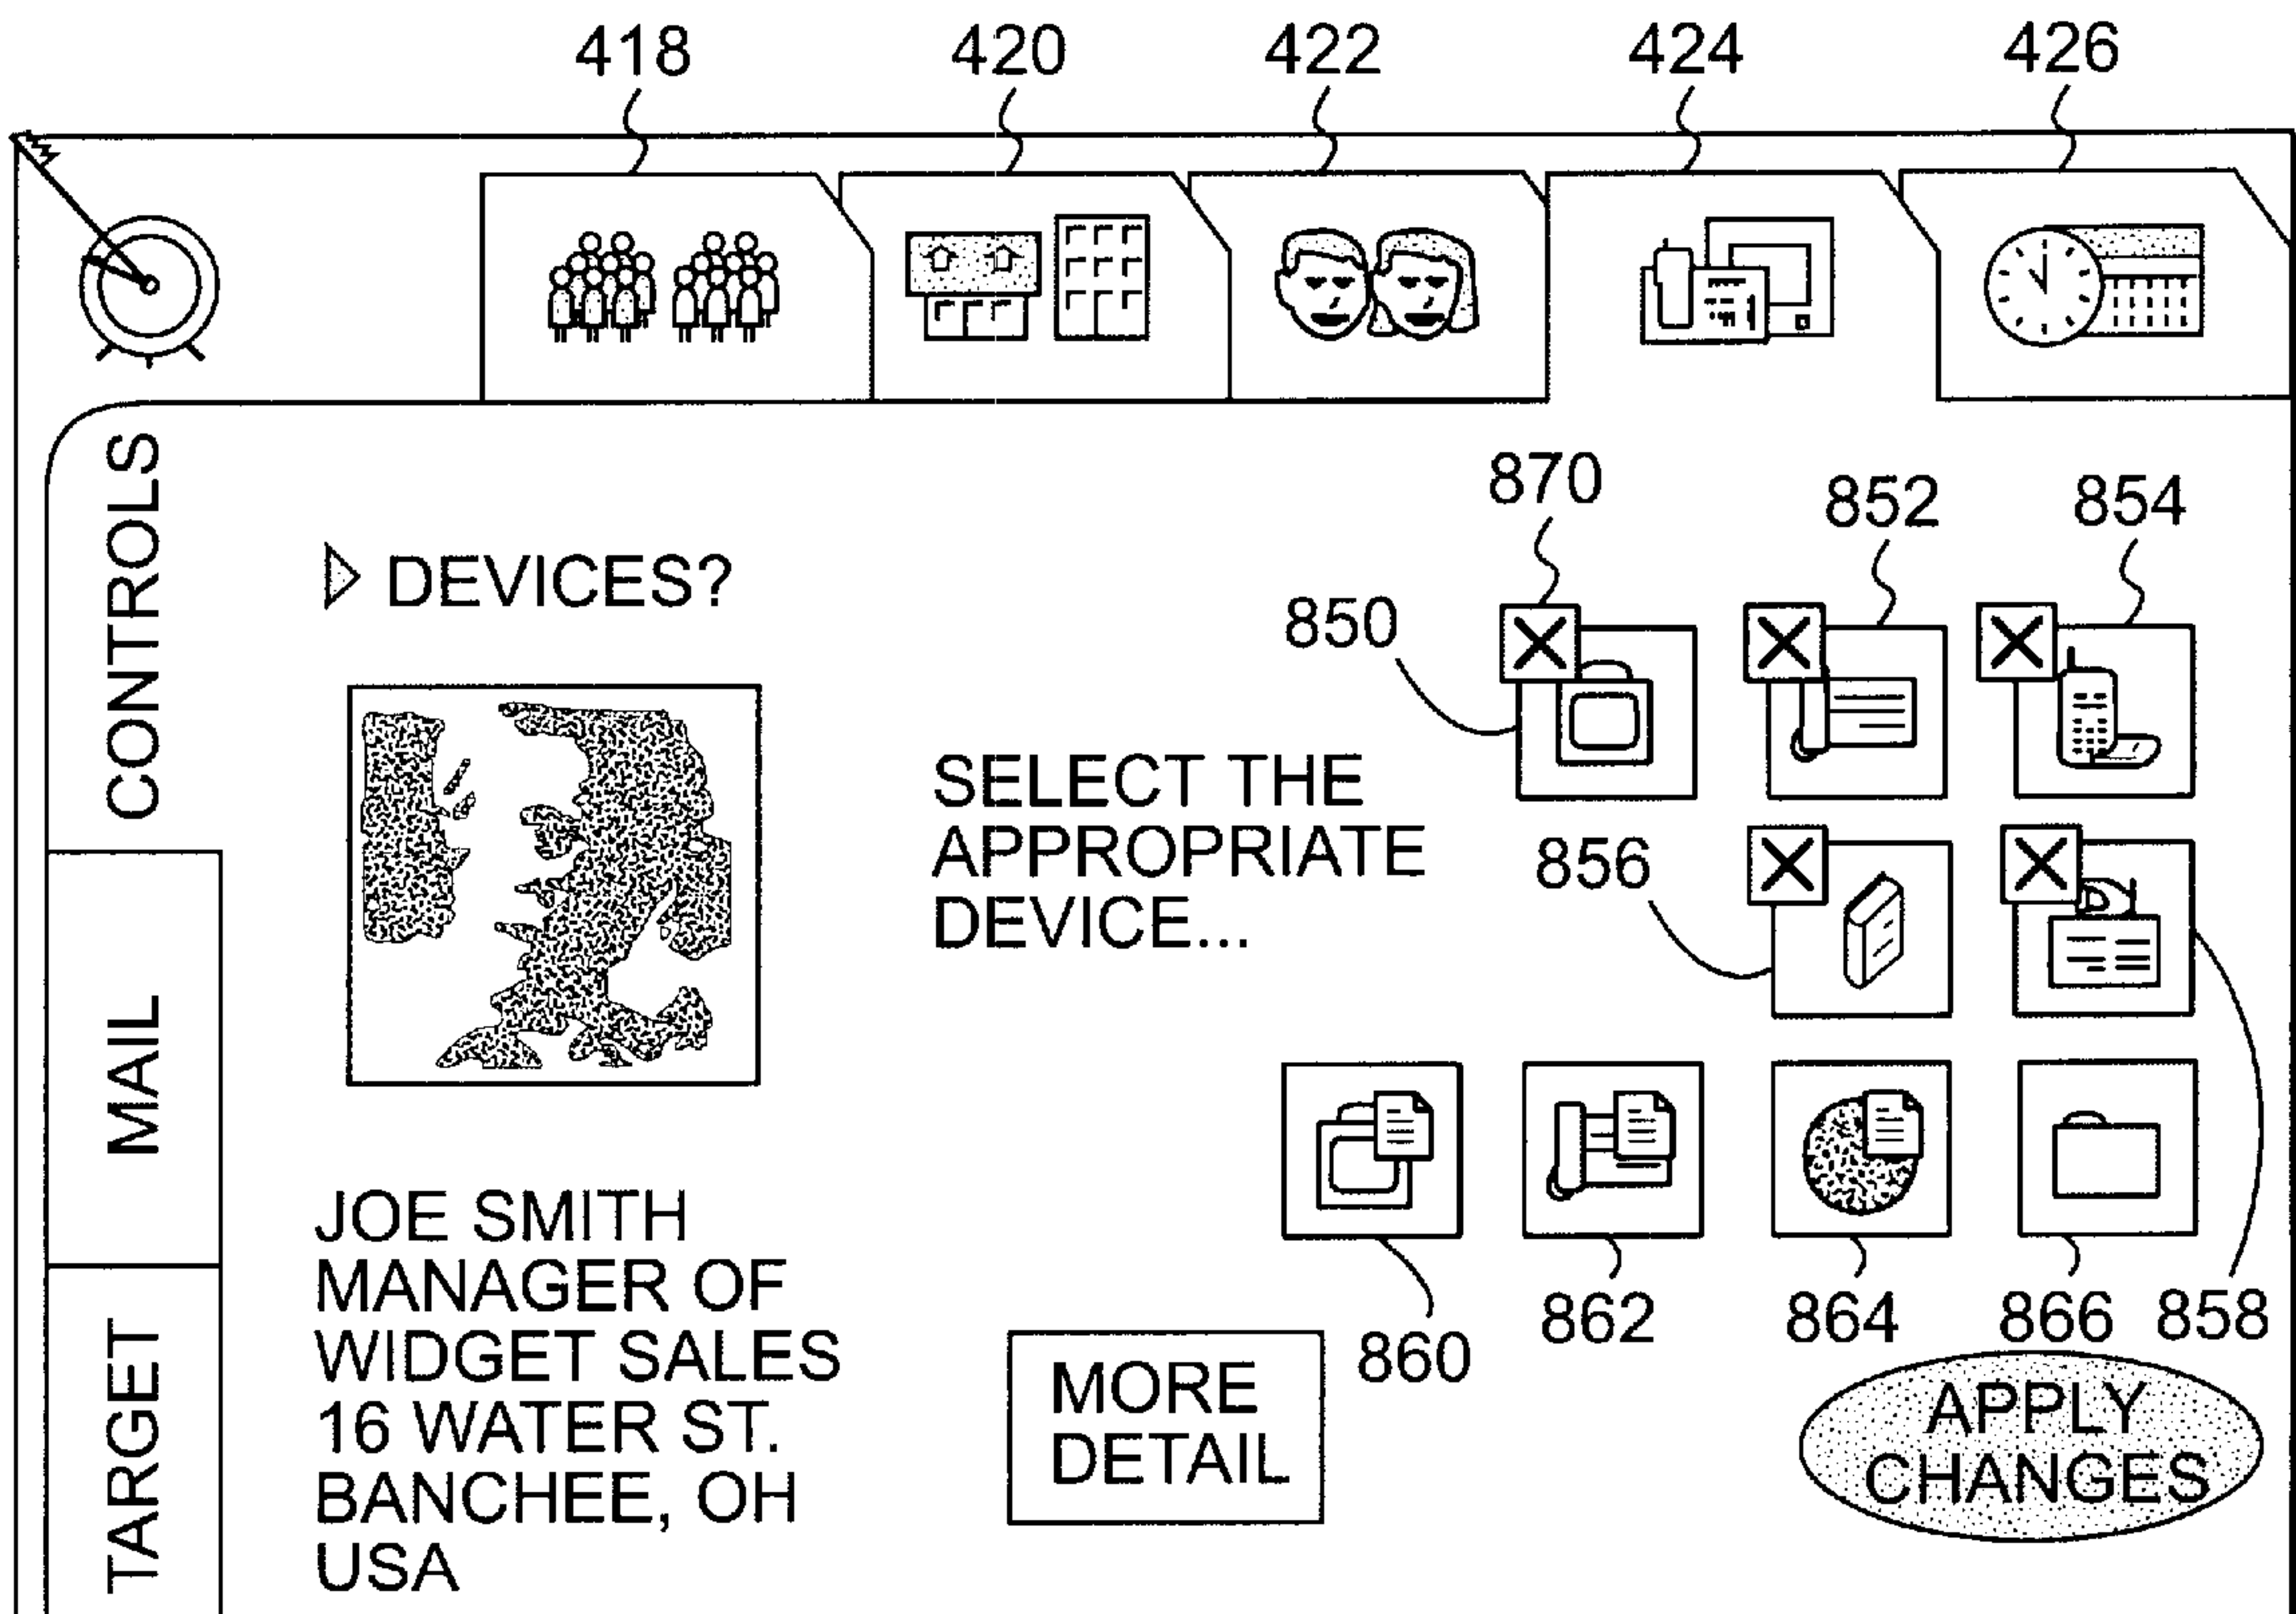 418
420
422
424
426
CONTROLS
MAIL
TARGET
DEVICES?
870
852
854
850
SELECT THE
APPROPRIATE
DEVICE...
856
860
862
864
866
858
JOE SMITH
MANAGER OF
WIDGET SALES
16 WATER ST.
BANCHEE, OH
USA
MORE
DETAIL
APPLY
CHANGES